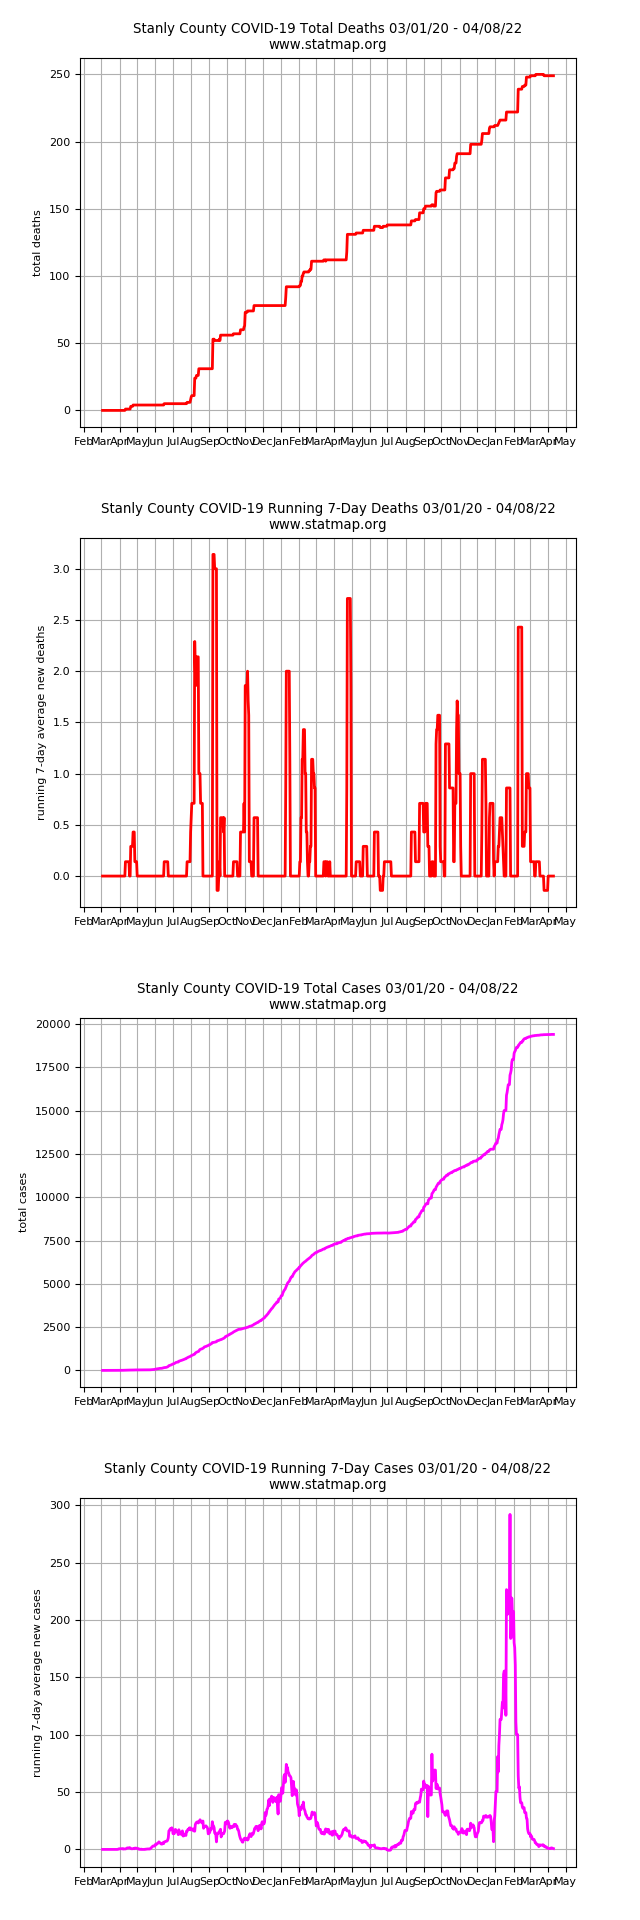 Stanly County COVID-19 Total Deaths 03/01/20 - 04/08/22
www.statmap.org
250
200
150
100
50
0
total deaths
Feb Mar Apr May Jun Jul Aug Sep Oct Nov Dec Jan Feb Mar Apr May Jun Jul Aug Sep Oct Nov Dec Jan Feb Mar Apr May
Stanly County COVID-19 Running 7-Day Deaths 03/01/20 - 04/08/22
www.statmap.org
3.0
2.5
2.0
1.5
1.0
0.5
0.0
running 7-day average new deaths
Feb Mar Apr May Jun Jul Aug Sep Oct Nov Dec Jan Feb Mar Apr May Jun Jul Aug Sep Oct Nov Dec Jan Feb Mar Apr May
Stanly County COVID-19 Total Cases 03/01/20 - 04/08/22
www.statmap.org
20000
17500
15000
12500
10000
7500
5000
2500
0
total cases
Feb Mar Apr May Jun Jul Aug Sep Oct Nov Dec Jan Feb Mar Apr May Jun Jul Aug Sep Oct Nov Dec Jan Feb Mar Apr May
Stanly County COVID-19 Running 7-Day Cases 03/01/20 - 04/08/22
www.statmap.org
300
250
200
150
100
50
0
running 7-day average new cases
Feb Mar Apr May Jun Jul Aug Sep Oct Nov Dec Jan Feb Mar Apr May Jun Jul Aug Sep Oct Nov Dec Jan Feb Mar Apr May